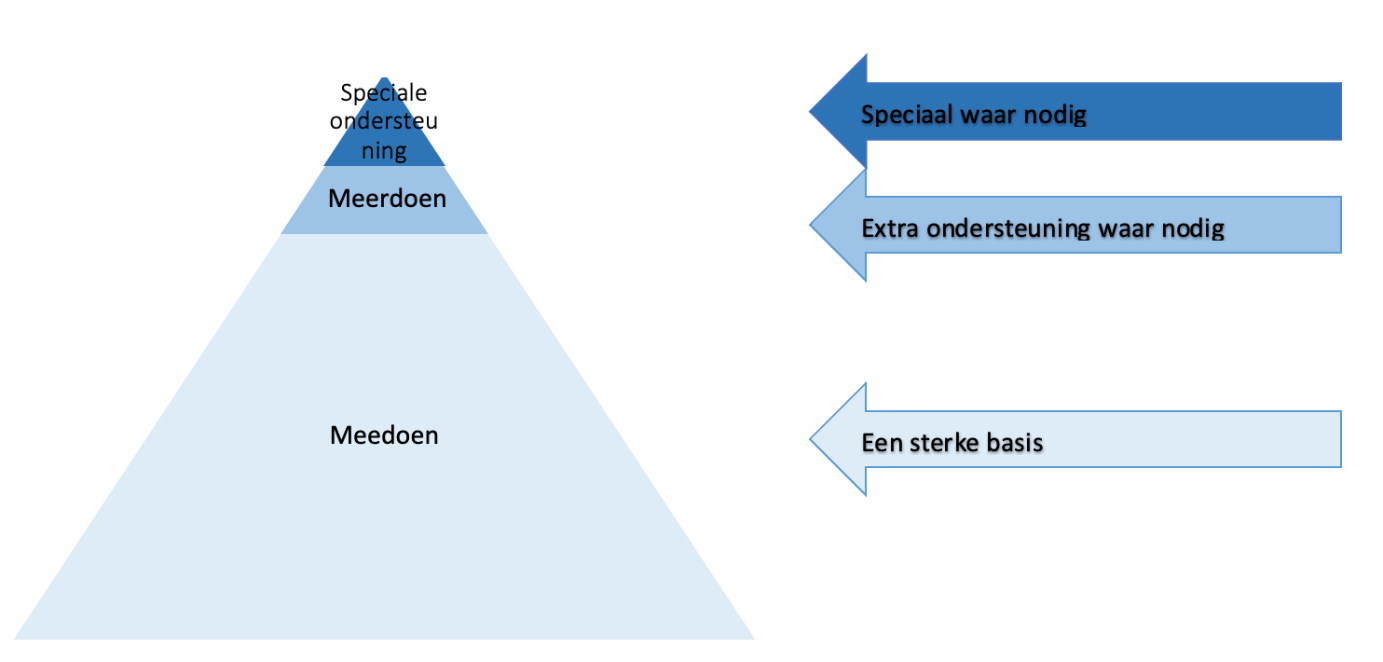 Speciale
ondersteu
ning
Speciaal waar nodig
Meerdoen
Extra ondersteuning waar nodig
Meedoen
Een sterke basis